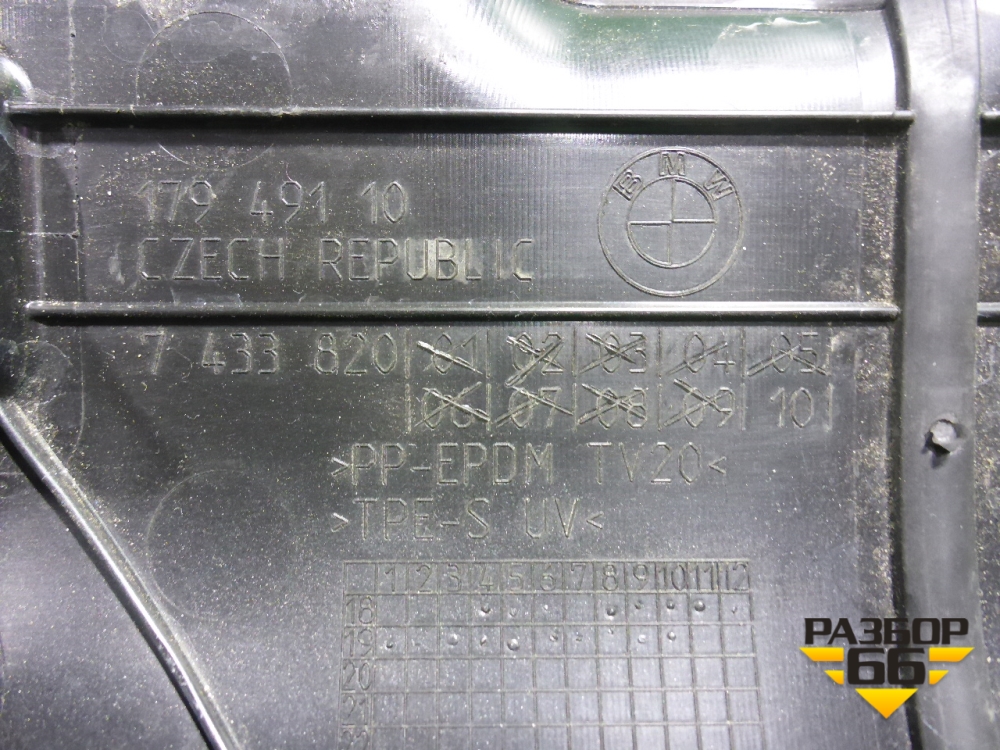 179 491 10
CZECH REPUBLIC
BMW
7 433 820 01 02 03 04 05
06 07 08 09 10
>PP-EPDM TV20<
>TPE-S UV<
1 2 3 4 5 6 7 8 9 10 11 12
18
19
20
21
22
РАЗБОР
66